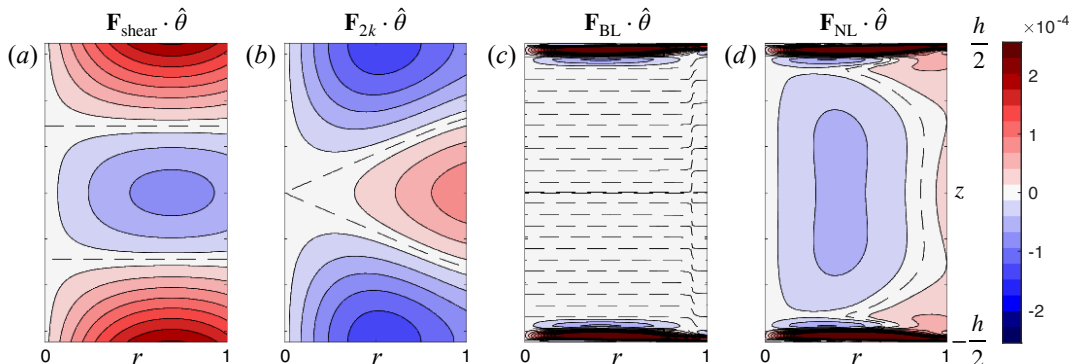 F_shear · θ̂ F_2k · θ̂ F_BL · θ̂ F_NL · θ̂
(a) (b) (c) (d) h/2 ×10⁻⁴
2
1
z 0
-1
-2
-h/2
0 r 1 0 r 1 0 r 1 0 r 1